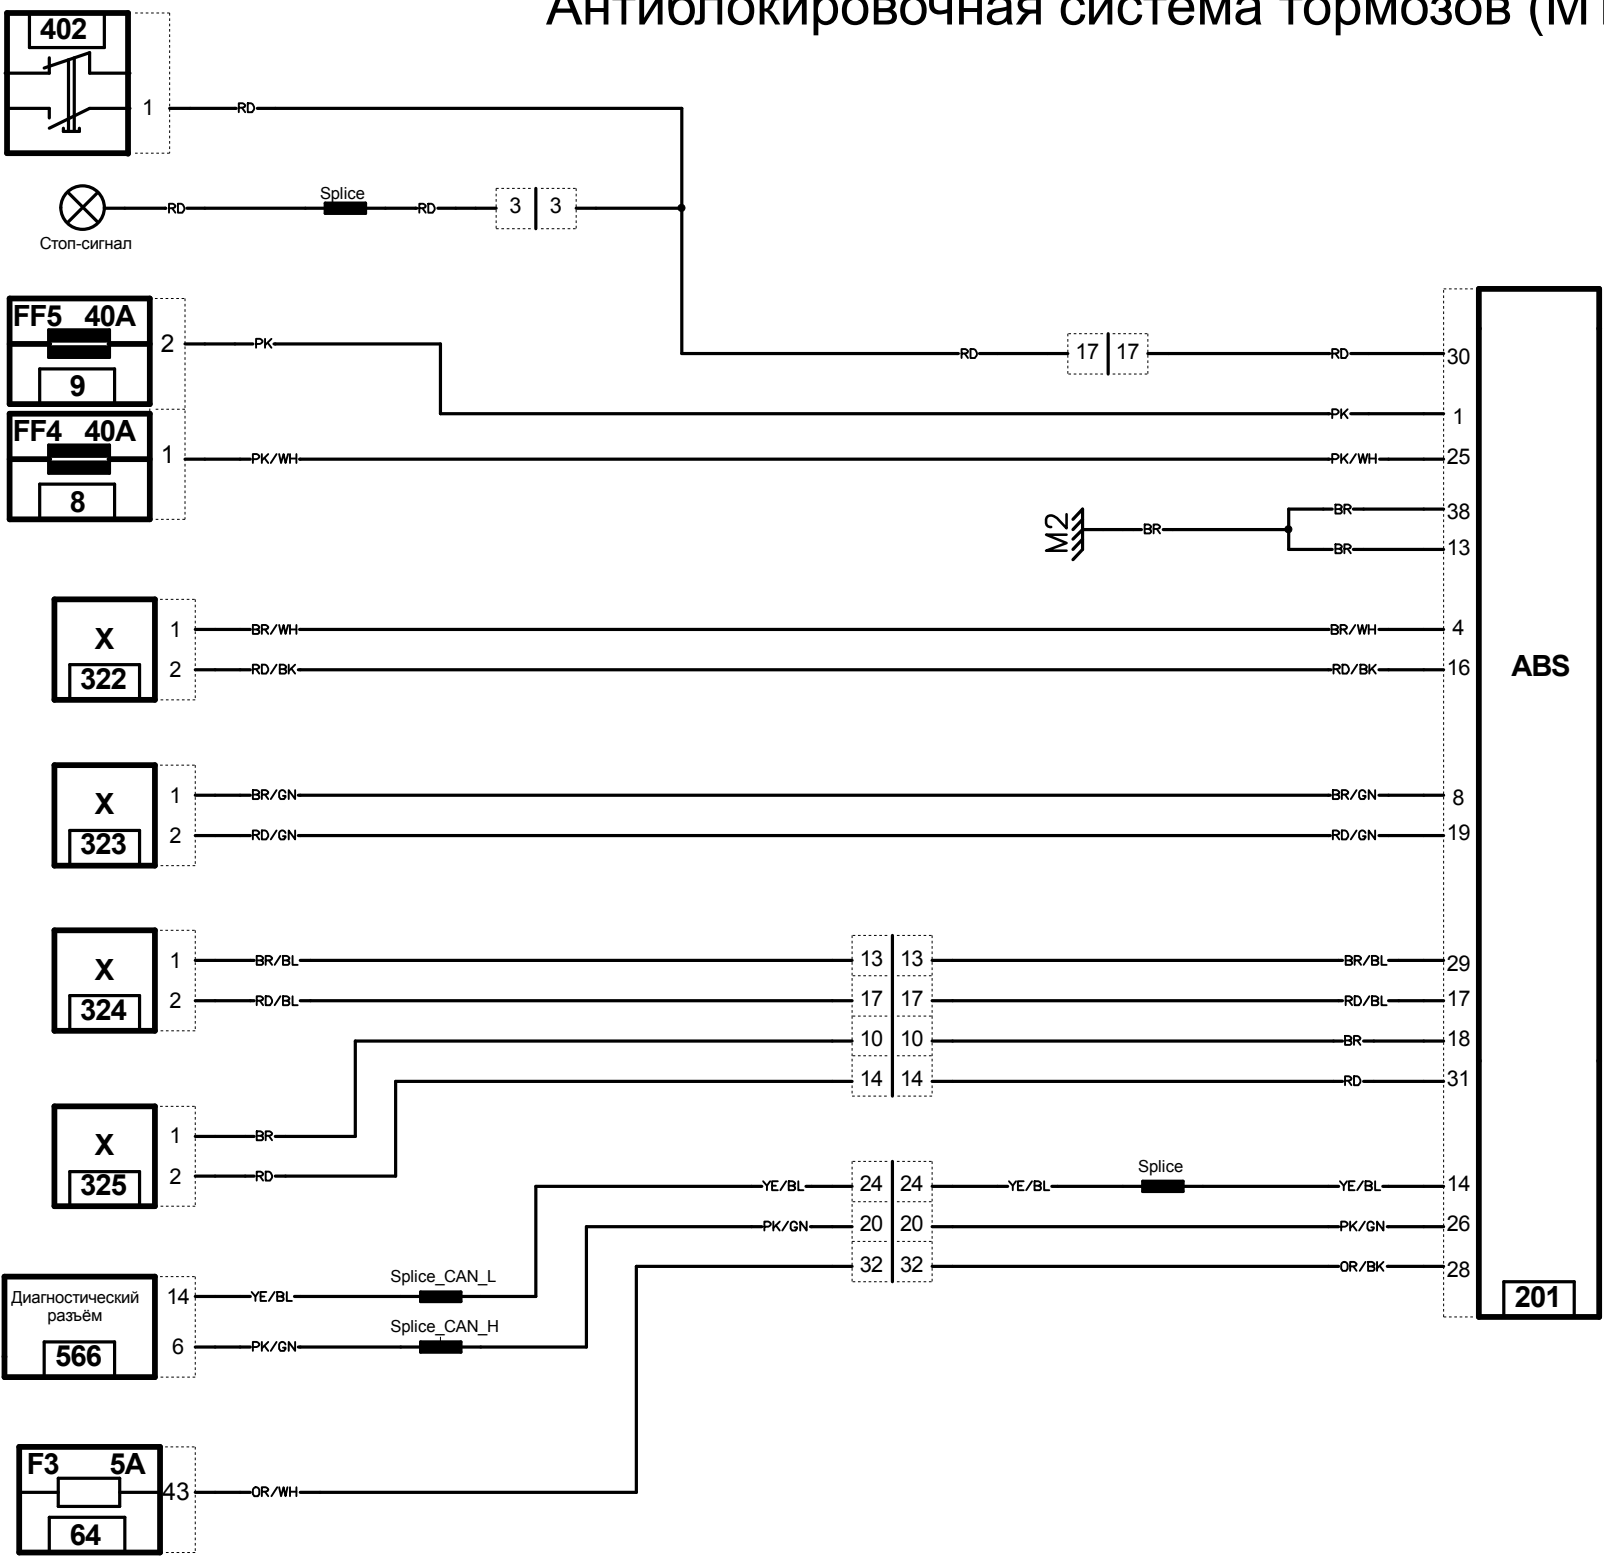 Антиблокировочная система тормозов (М
402
1
RD
Стоп-сигнал
RD
Splice
RD
3
3
FF5 40A
9
2
PK
FF4 40A
8
1
PK/WH
RD
17
17
RD
30
PK
1
PK/WH
25
M2
BR
BR
38
BR
13
X
322
1
BR/WH
BR/WH
4
2
RD/BK
RD/BK
16
ABS
X
323
1
BR/GN
BR/GN
8
2
RD/GN
RD/GN
19
X
324
1
BR/BL
13
13
BR/BL
29
2
RD/BL
17
17
RD/BL
17
10
10
BR
18
14
14
RD
31
X
325
1
BR
2
RD
YE/BL
24
24
YE/BL
Splice
YE/BL
14
PK/GN
20
20
PK/GN
26
32
32
OR/BK
28
201
Диагностический
разъём
566
14
YE/BL
Splice_CAN_L
6
PK/GN
Splice_CAN_H
F3 5A
64
43
OR/WH